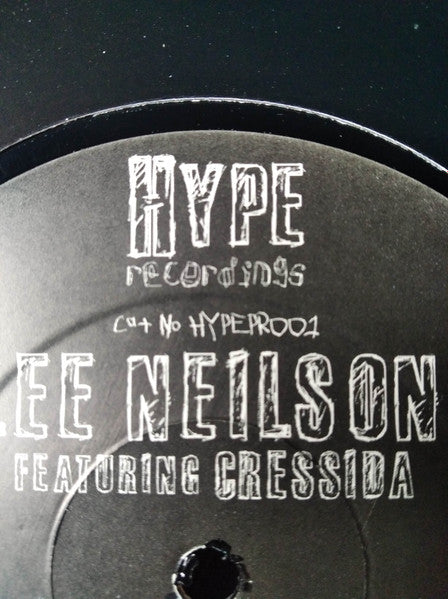 HYPE
recordings
Cat No HYPEPR001
LEE NEILSON
FEATURING CRESSIDA